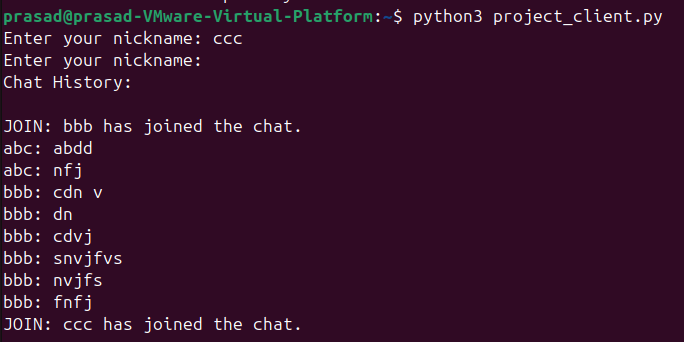 prasad@prasad-VMware-Virtual-Platform:~$ python3 project_client.py
Enter your nickname: ccc
Enter your nickname:
Chat History:
JOIN: bbb has joined the chat.
abc: abdd
abc: nfj
bbb: cdn v
bbb: dn
bbb: cdvj
bbb: snvjfvs
bbb: nvjfs
bbb: fnfj
JOIN: ccc has joined the chat.